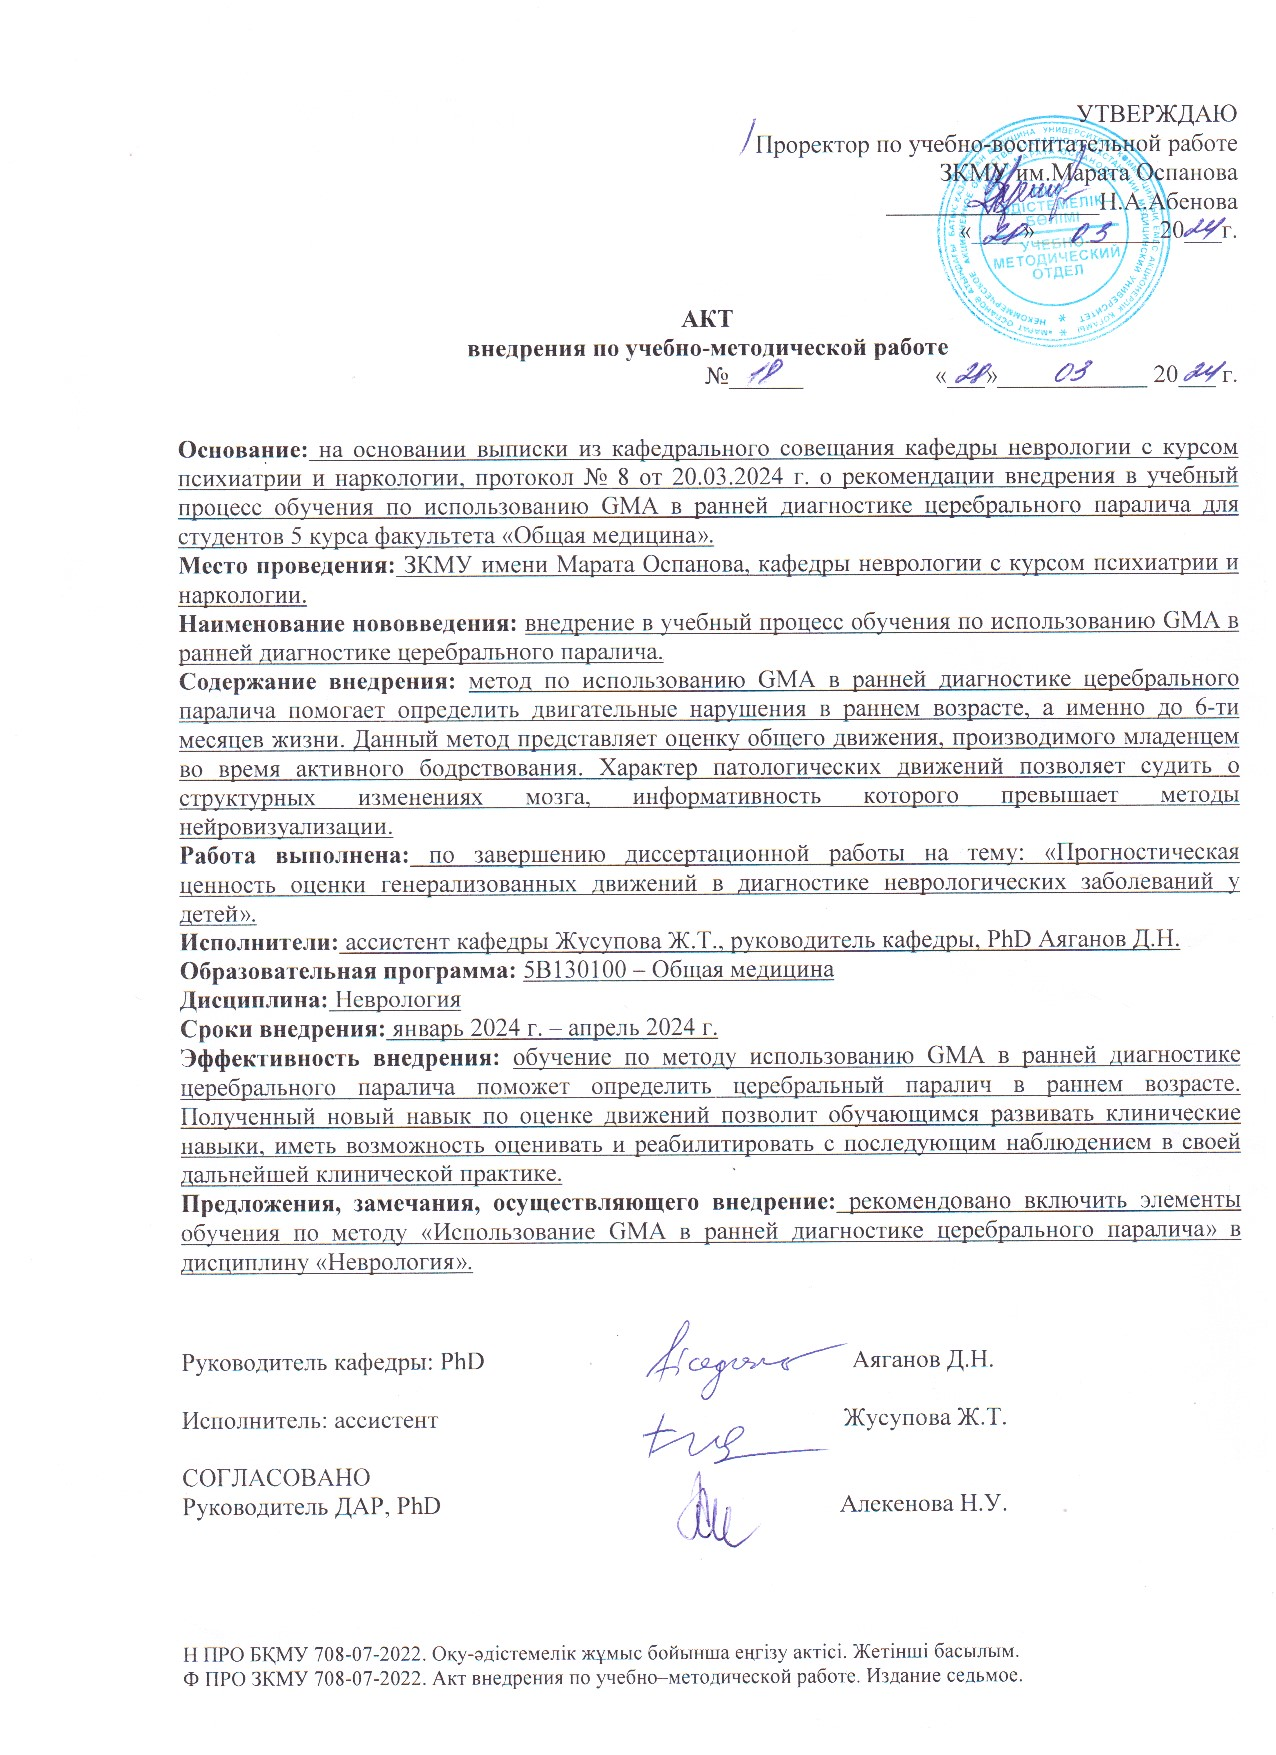 УТВЕРЖДАЮ
Проректор по учебно-воспитательной работе
ЗКМУ им.Марата Оспанова
_________________Н.А.Абенова
«28» 03 2024 г.
ӘДІСТЕМЕЛІК
БӨЛІМІ
УЧЕБНО-
МЕТОДИЧЕСКИЙ
ОТДЕЛ
АКТ
внедрения по учебно-методической работе
№ 18 «28» 03 2024 г.
Основание: на основании выписки из кафедрального совещания кафедры неврологии с курсом
психиатрии и наркологии, протокол № 8 от 20.03.2024 г. о рекомендации внедрения в учебный
процесс обучения по использованию GMA в ранней диагностике церебрального паралича для
студентов 5 курса факультета «Общая медицина».
Место проведения: ЗКМУ имени Марата Оспанова, кафедры неврологии с курсом психиатрии и
наркологии.
Наименование нововведения: внедрение в учебный процесс обучения по использованию GMA в
ранней диагностике церебрального паралича.
Содержание внедрения: метод по использованию GMA в ранней диагностике церебрального
паралича помогает определить двигательные нарушения в раннем возрасте, а именно до 6-ти
месяцев жизни. Данный метод представляет оценку общего движения, производимого младенцем
во время активного бодрствования. Характер патологических движений позволяет судить о
структурных изменениях мозга, информативность которого превышает методы
нейровизуализации.
Работа выполнена: по завершению диссертационной работы на тему: «Прогностическая
ценность оценки генерализованных движений в диагностике неврологических заболеваний у
детей».
Исполнители: ассистент кафедры Жусупова Ж.Т., руководитель кафедры, PhD Аяганов Д.Н.
Образовательная программа: 5В130100 – Общая медицина
Дисциплина: Неврология
Сроки внедрения: январь 2024 г. – апрель 2024 г.
Эффективность внедрения: обучение по методу использованию GMA в ранней диагностике
церебрального паралича поможет определить церебральный паралич в раннем возрасте.
Полученный новый навык по оценке движений позволит обучающимся развивать клинические
навыки, иметь возможность оценивать и реабилитировать с последующим наблюдением в своей
дальнейшей клинической практике.
Предложения, замечания, осуществляющего внедрение: рекомендовано включить элементы
обучения по методу «Использование GMA в ранней диагностике церебрального паралича» в
дисциплину «Неврология».
Руководитель кафедры: PhD Аяганов Д.Н.
Исполнитель: ассистент Жусупова Ж.Т.
СОГЛАСОВАНО
Руководитель ДАР, PhD Алекенова Н.У.
Н ПРО БҚМУ 708-07-2022. Оқу-әдістемелік жұмыс бойынша еңгізу актісі. Жетінші басылым.
Ф ПРО ЗКМУ 708-07-2022. Акт внедрения по учебно–методической работе. Издание седьмое.